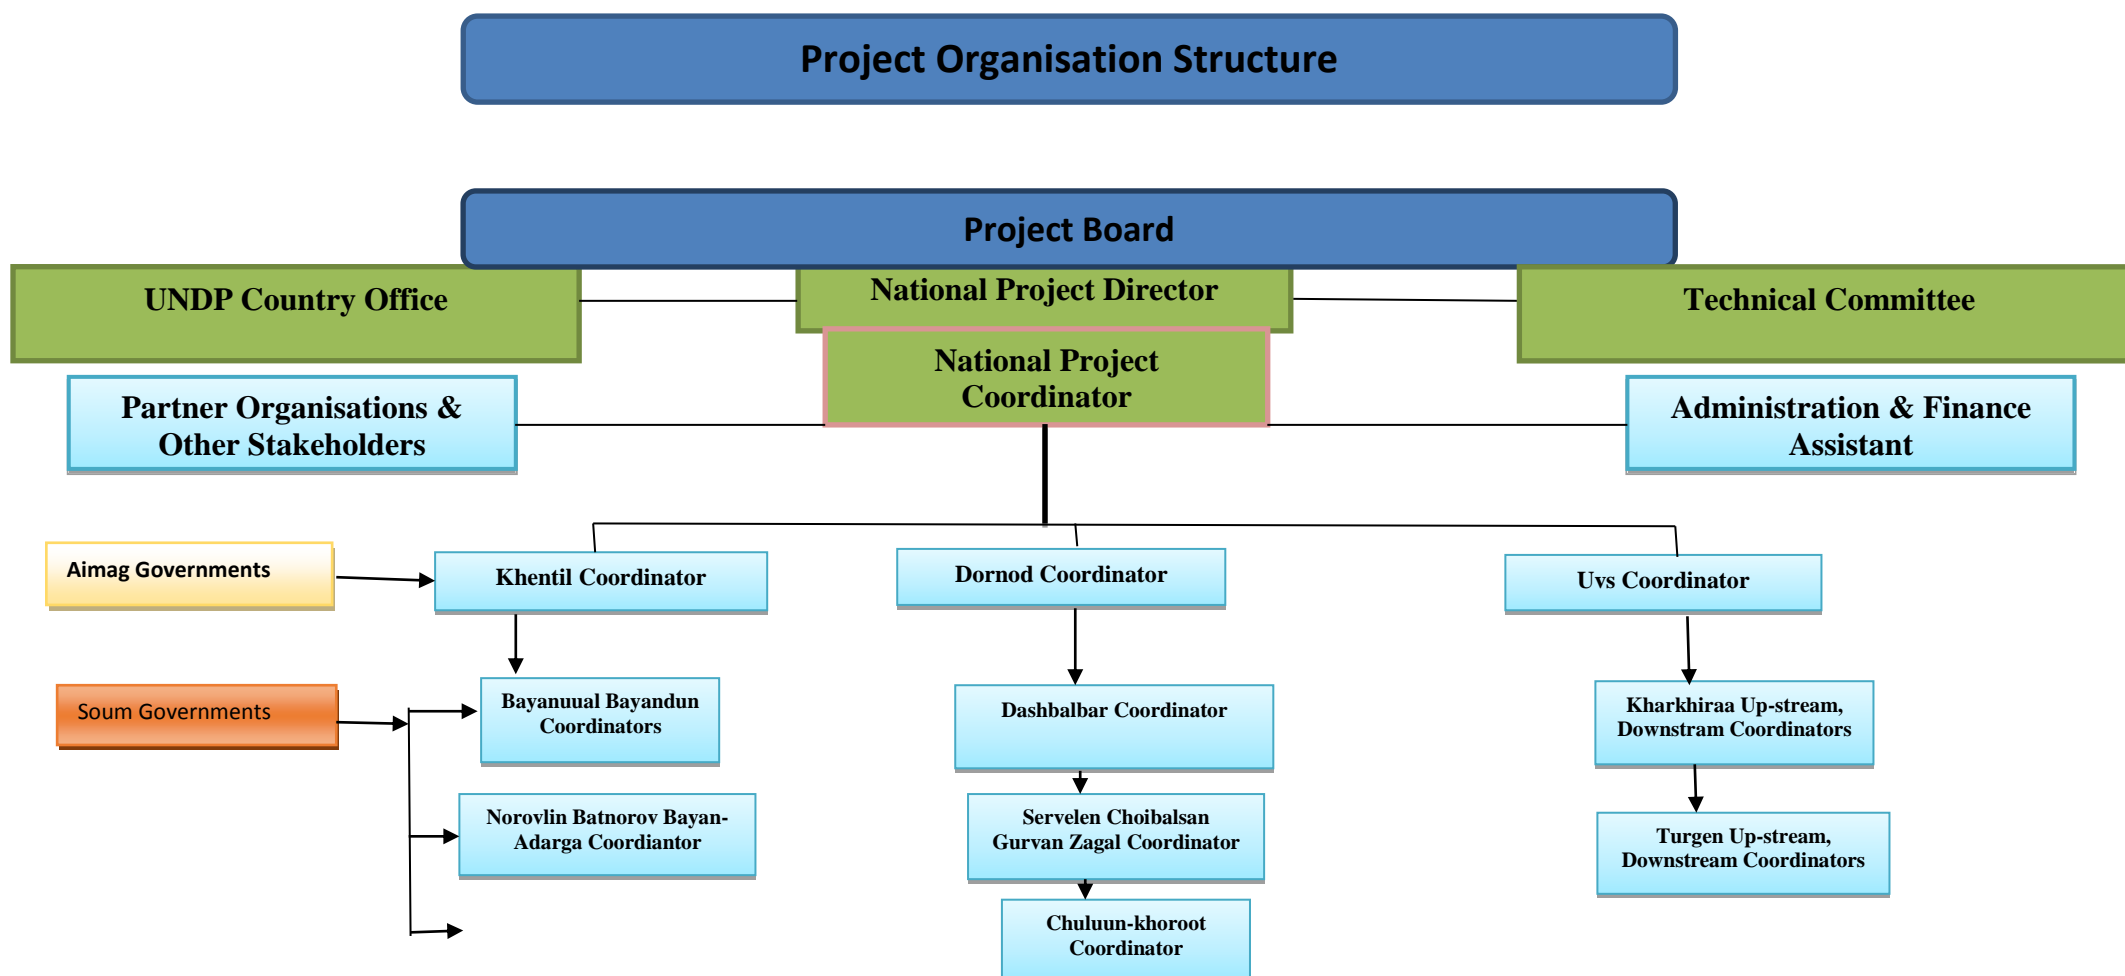 Project Organisation Structure
Project Board
UNDP Country Office
National Project Director
Technical Committee
National Project
Coordinator
Partner Organisations &
Other Stakeholders
Administration & Finance
Assistant
Aimag Governments
Khentil Coordinator
Dornod Coordinator
Uvs Coordinator
Soum Governments
Bayanuual Bayandun
Coordinators
Dashbalbar Coordinator
Kharkhiraa Up-stream,
Downstram Coordinators
Norovlin Batnorov Bayan-
Adarga Coordiantor
Servelen Choibalsan
Gurvan Zagal Coordinator
Turgen Up-stream,
Downstream Coordinators
Chuluun-khoroot
Coordinator